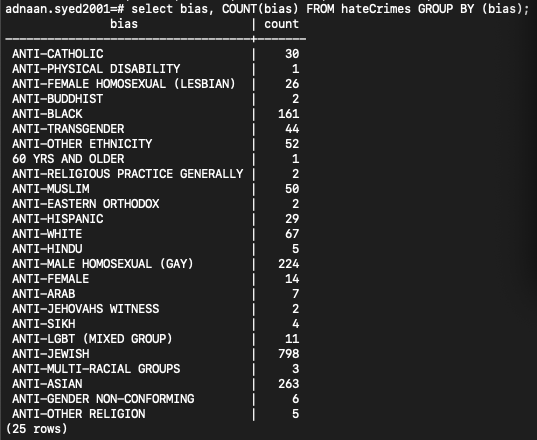 adnaan.syed2001=# select bias, COUNT(bias) FROM hateCrimes GROUP BY (bias);
bias | count
---------------------------------+-------
ANTI-CATHOLIC | 30
ANTI-PHYSICAL DISABILITY | 1
ANTI-FEMALE HOMOSEXUAL (LESBIAN) | 26
ANTI-BUDDHIST | 2
ANTI-BLACK | 161
ANTI-TRANSGENDER | 44
ANTI-OTHER ETHNICITY | 52
60 YRS AND OLDER | 1
ANTI-RELIGIOUS PRACTICE GENERALLY | 2
ANTI-MUSLIM | 50
ANTI-EASTERN ORTHODOX | 2
ANTI-HISPANIC | 29
ANTI-WHITE | 67
ANTI-HINDU | 5
ANTI-MALE HOMOSEXUAL (GAY) | 224
ANTI-FEMALE | 14
ANTI-ARAB | 7
ANTI-JEHOVAHS WITNESS | 2
ANTI-SIKH | 4
ANTI-LGBT (MIXED GROUP) | 11
ANTI-JEWISH | 798
ANTI-MULTI-RACIAL GROUPS | 3
ANTI-ASIAN | 263
ANTI-GENDER NON-CONFORMING | 6
ANTI-OTHER RELIGION | 5
(25 rows)